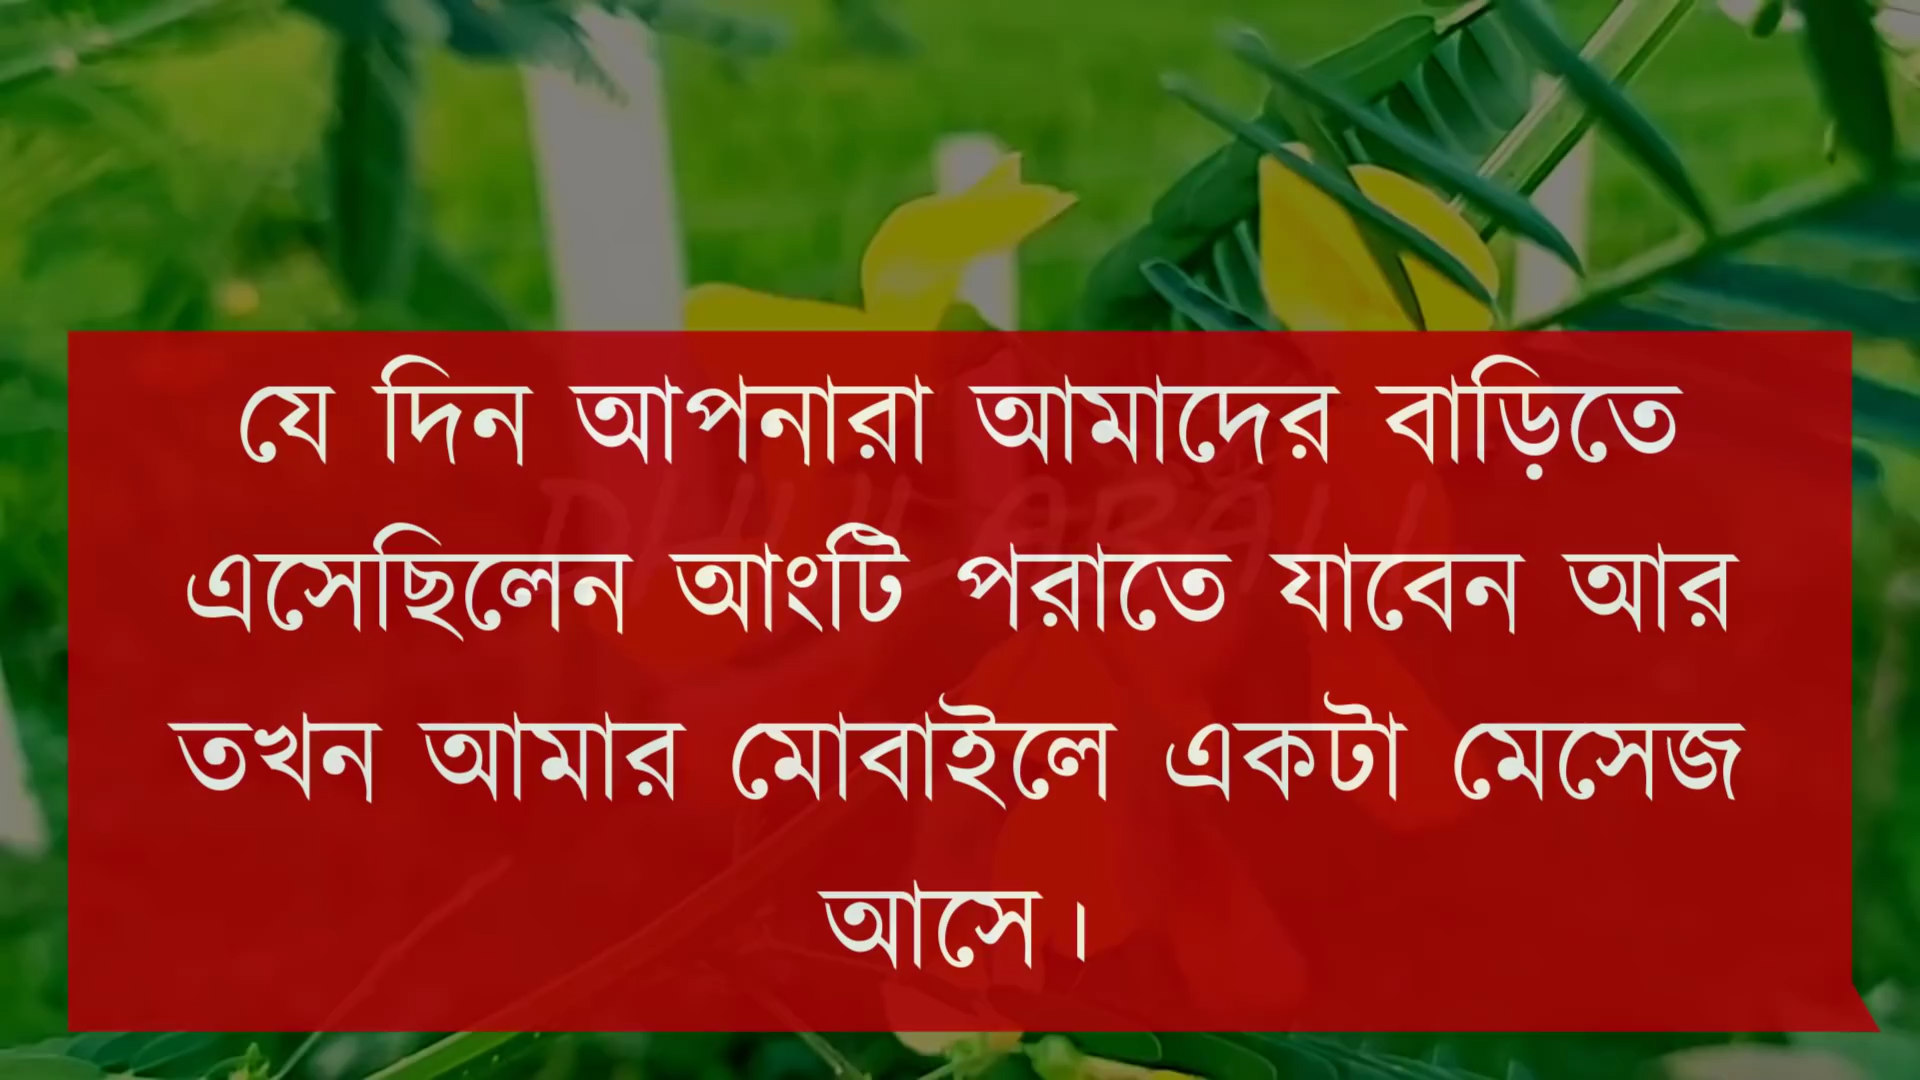 যে দিন আপনারা আমাদের বাড়িতে
এসেছিলেন আংটি পরাতে যাবেন আর
তখন আমার মোবাইলে একটা মেসেজ
আসে।